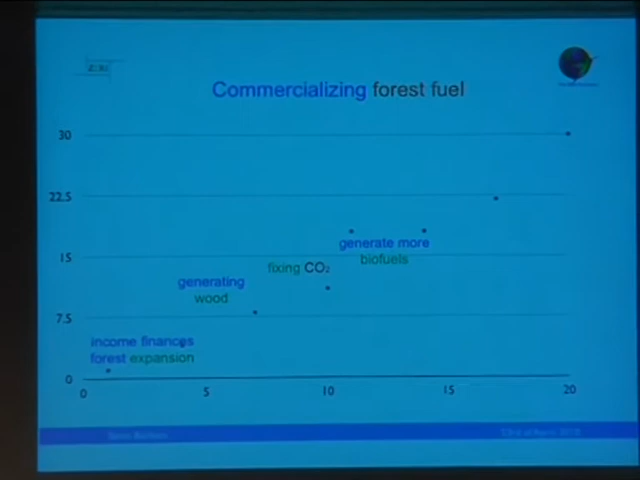 Commercializing forest fuel
30
22.5
15
7.5
0
generate more
biofuels
fixing CO₂
generating
wood
income finances
forest expansion
0 5 10 15 20